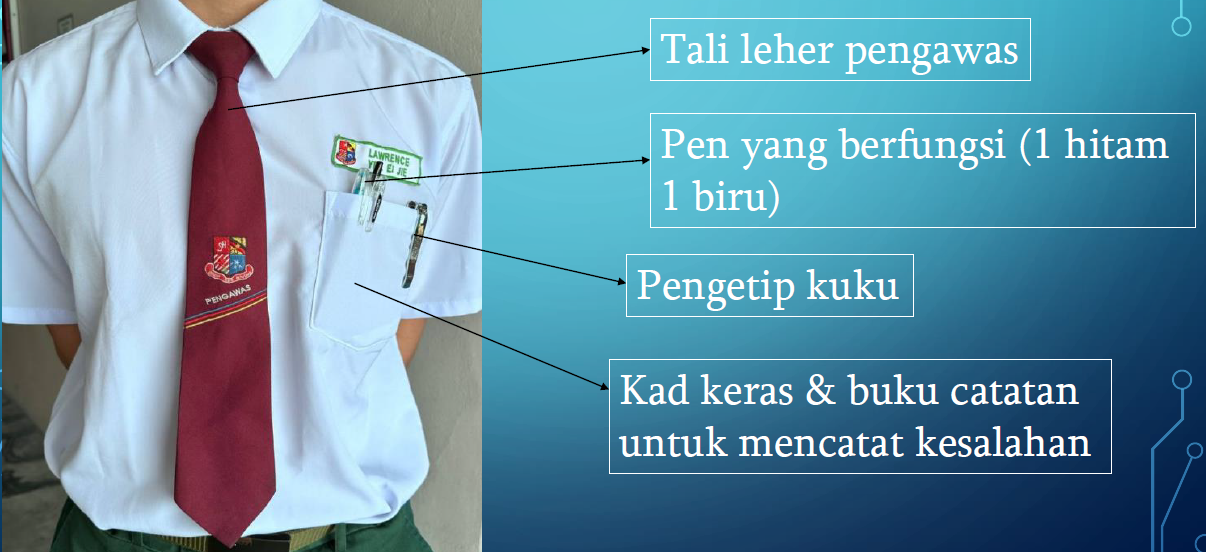 Tali leher pengawas
LAWRENCE
EI JIE
Pen yang berfungsi (1 hitam
1 biru)
PENGAWAS
Pengetip kuku
Kad keras & buku catatan
untuk mencatat kesalahan